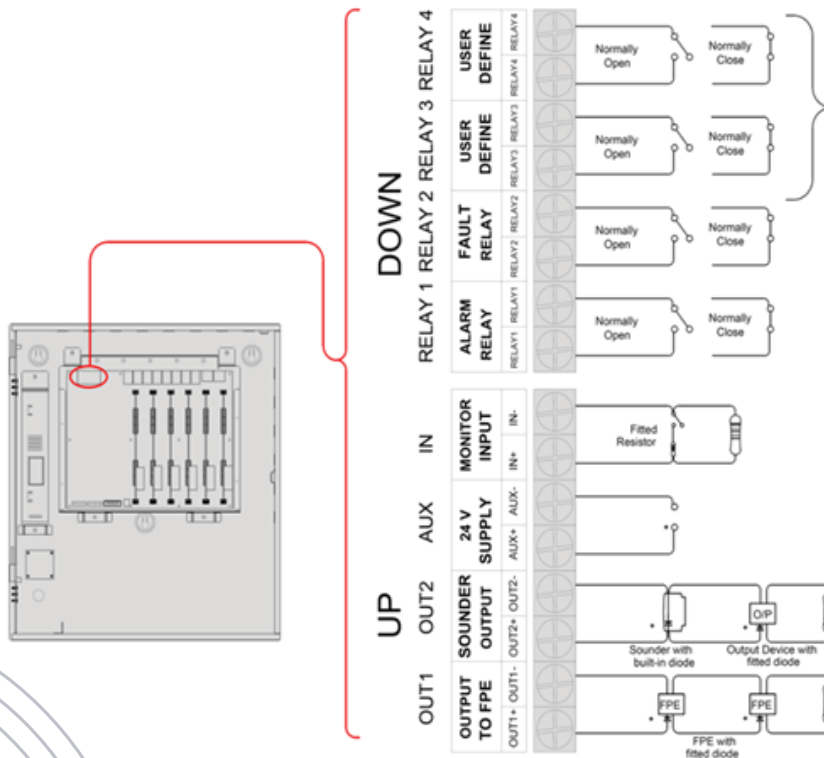 DOWN
RELAY 4
USER
DEFINE
RELAY4
RELAY4
Normally
Open
Normally
Close
RELAY 3
USER
DEFINE
RELAY3
RELAY3
Normally
Open
Normally
Close
RELAY 2
FAULT
RELAY
RELAY2
RELAY2
Normally
Open
Normally
Close
RELAY 1
ALARM
RELAY
RELAY1
RELAY1
Normally
Open
Normally
Close
UP
IN
MONITOR
INPUT
IN-
IN+
Fitted
Resistor
AUX
24 V
SUPPLY
AUX-
AUX+
*
OUT2
SOUNDER
OUTPUT
OUT2-
OUT2+
*
Sounder with
built-in diode
O/P
*
Output Device with
fitted diode
OUT1
OUTPUT
TO FPE
OUT1-
OUT1+
FPE
*
FPE
*
FPE with
fitted diode